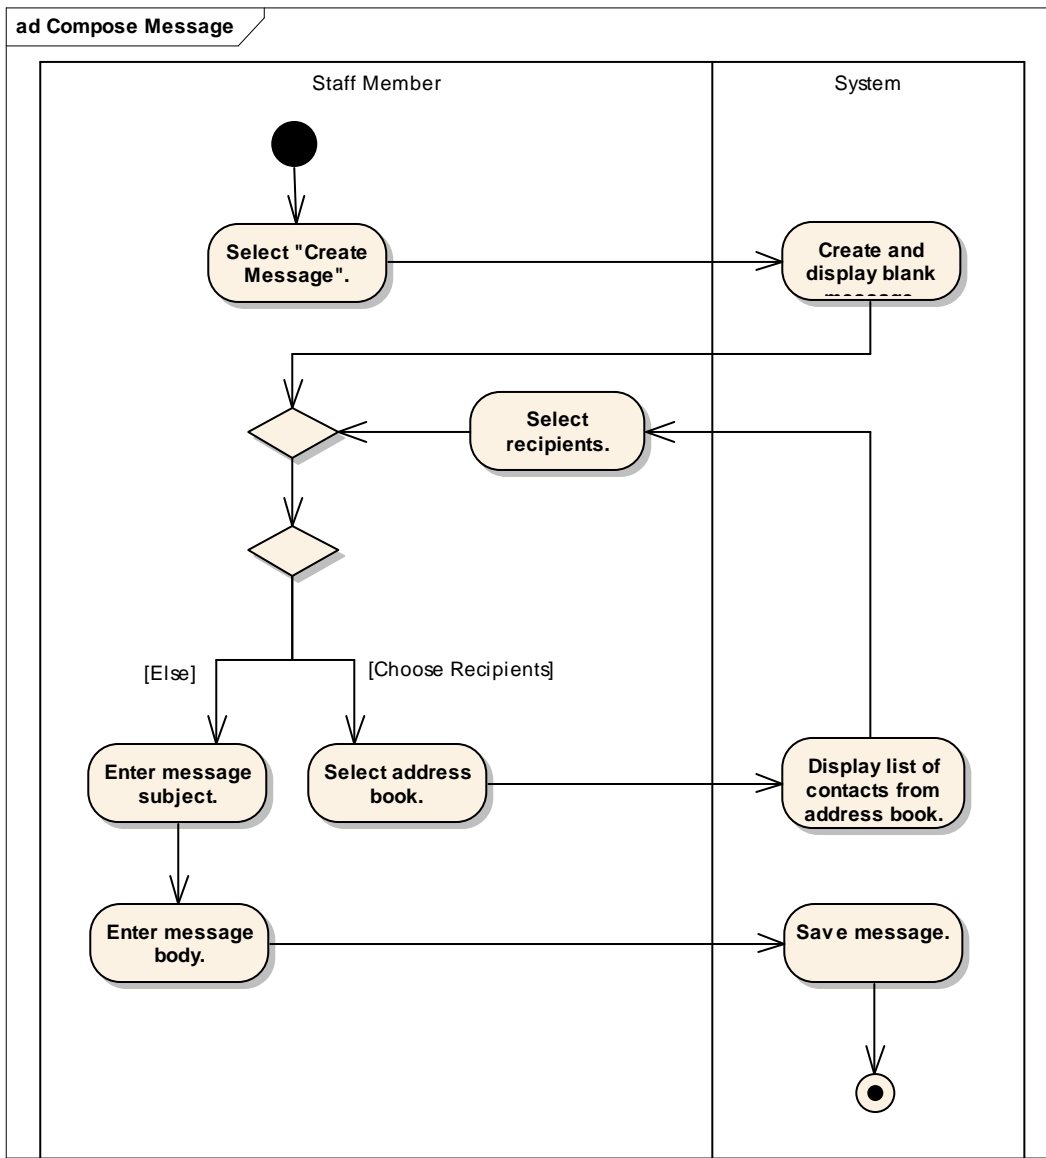 ad Compose Message
Staff Member
System
Select "Create
Message".
Create and
display blank
Select
recipients.
[Else]
[Choose Recipients]
Enter message
subject.
Select address
book.
Display list of
contacts from
address book.
Enter message
body.
Save message.